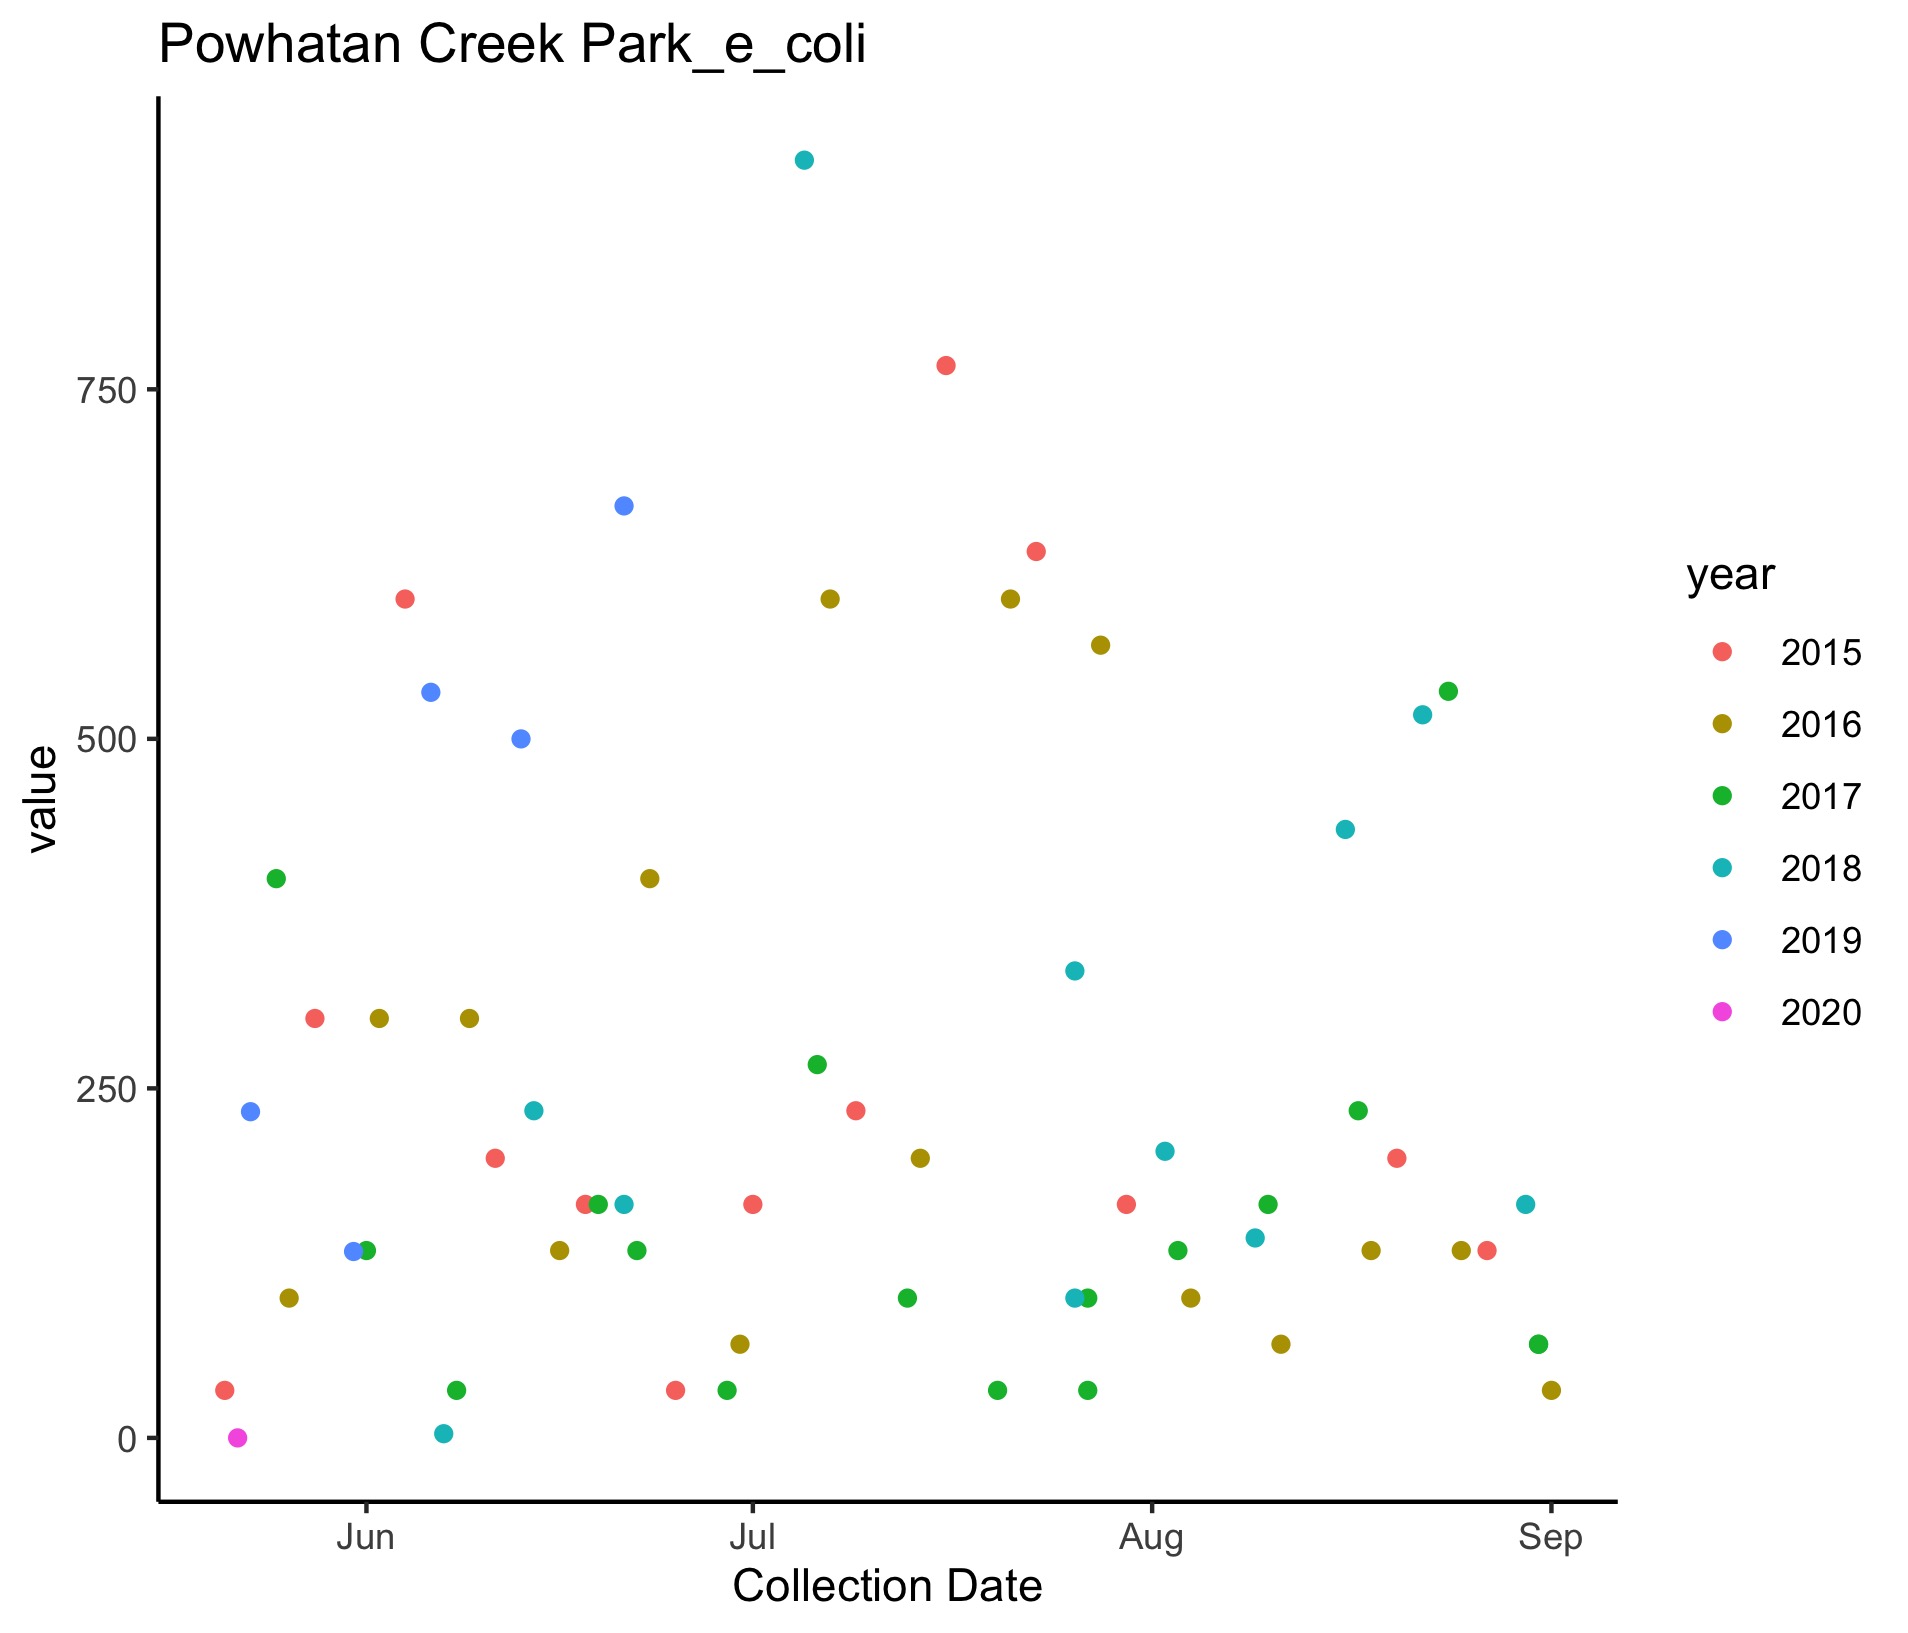 Powhatan Creek Park_e_coli
750
500
250
0
value
Jun Jul Aug Sep
Collection Date
year
2015
2016
2017
2018
2019
2020